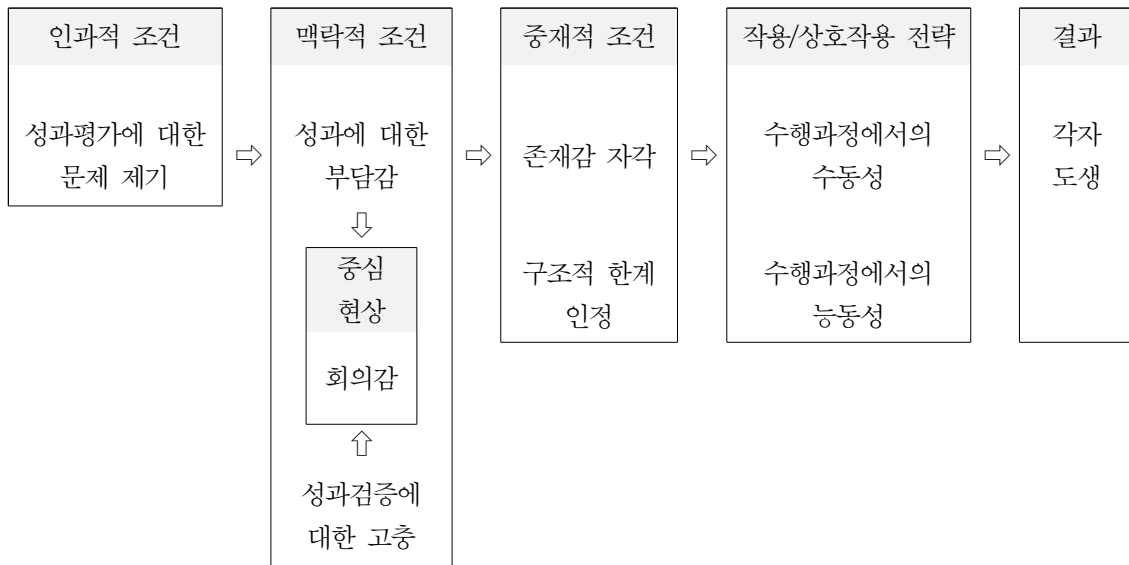 인과적 조건
성과평가에 대한
문제 제기
⇨
맥락적 조건
성과에 대한
부담감
⇩
중심
현상
회의감
⇧
성과검증에
대한 고충
⇨
중재적 조건
존재감 자각
구조적 한계
인정
⇨
작용/상호작용 전략
수행과정에서의
수동성
수행과정에서의
능동성
⇨
결과
각자
도생